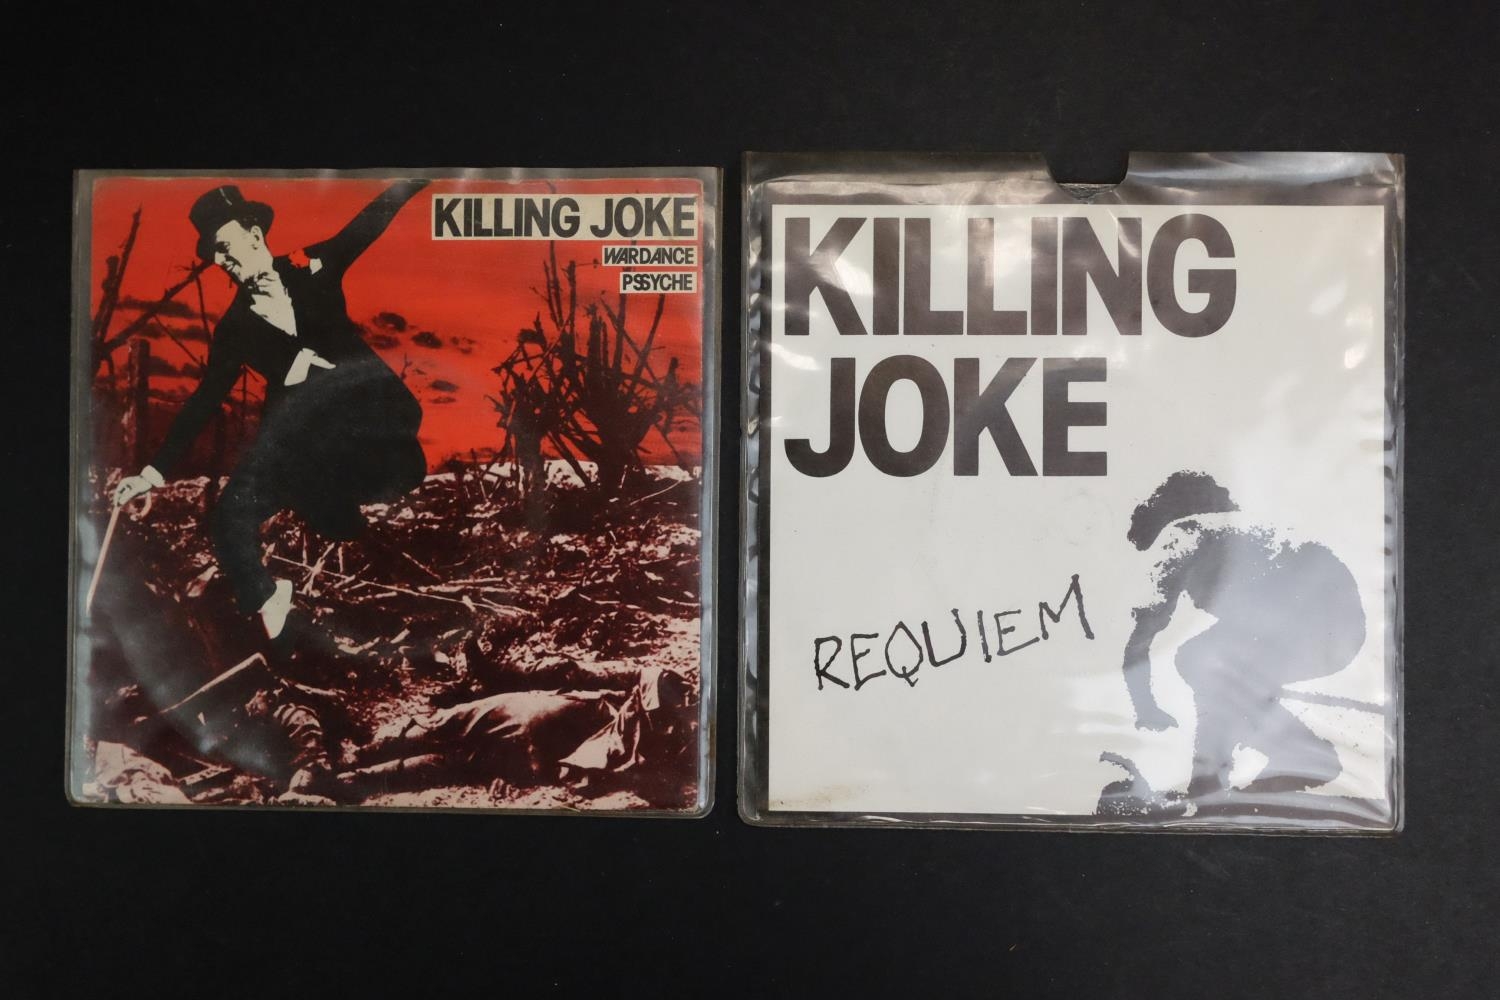 KILLING JOKE
WARDANCE
PSSYCHE
KILLING
JOKE
REQUIEM